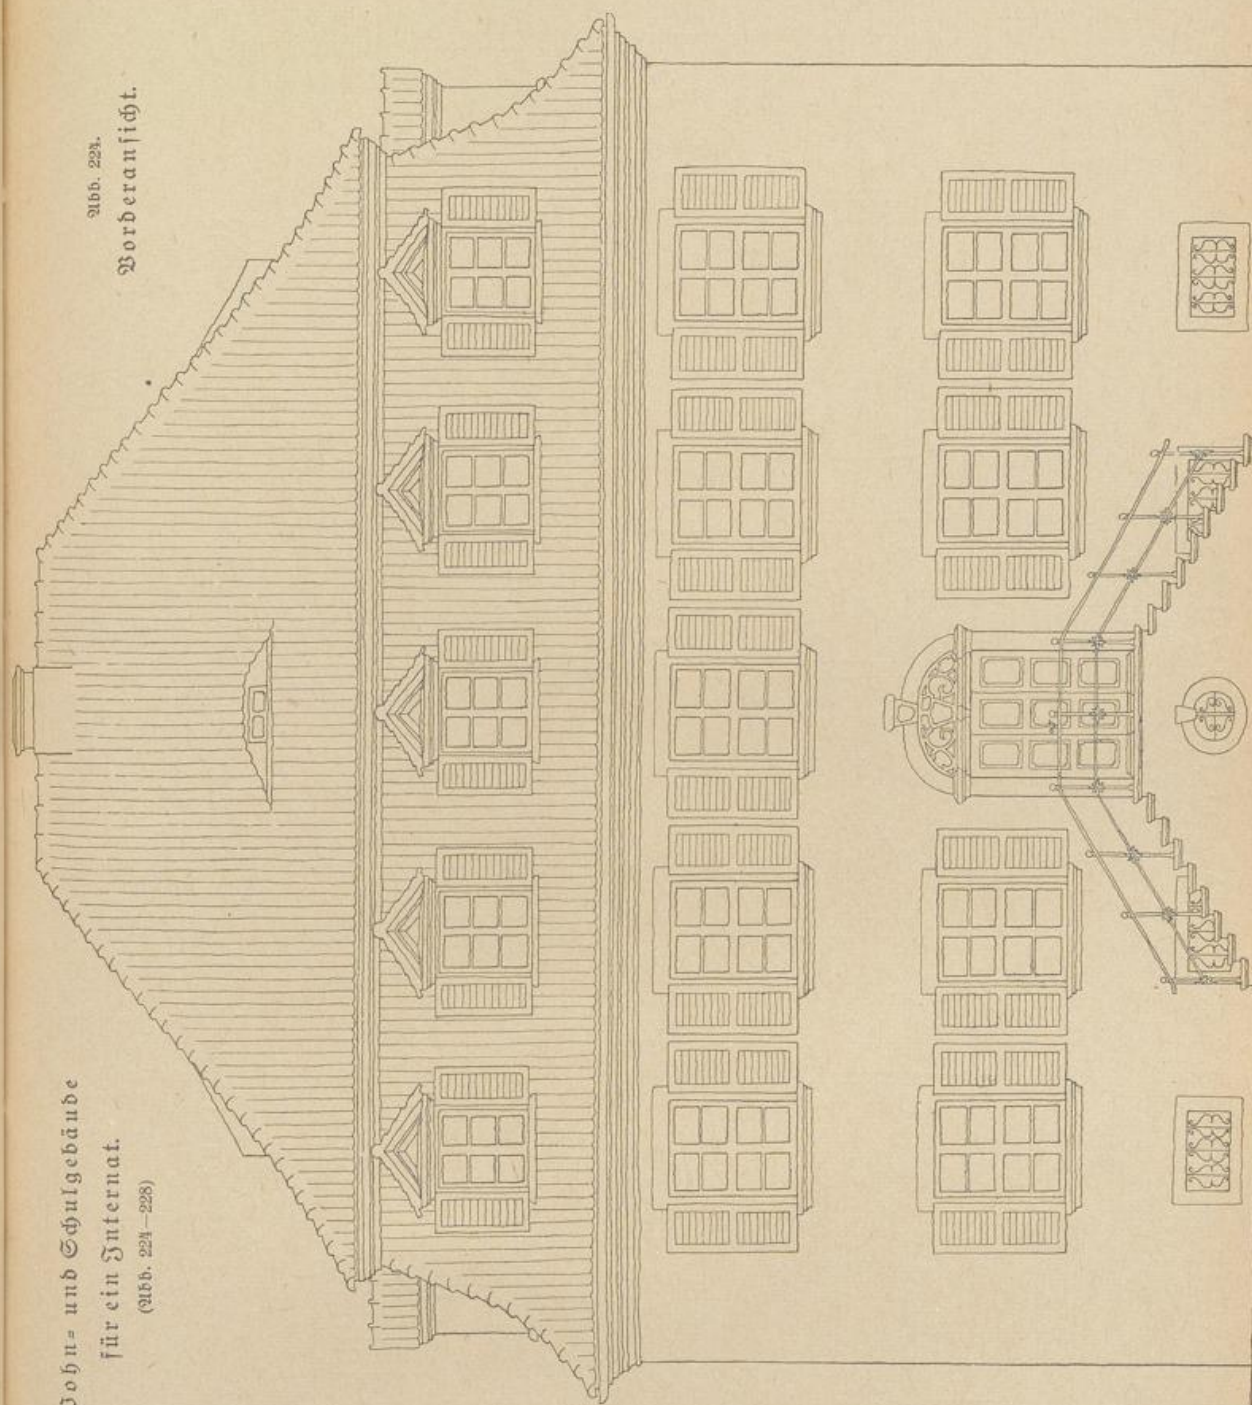 Wohn= und Schulgebäude
für ein Internat.
(Abb. 224—228)
Abb. 224.
Vorderansicht.